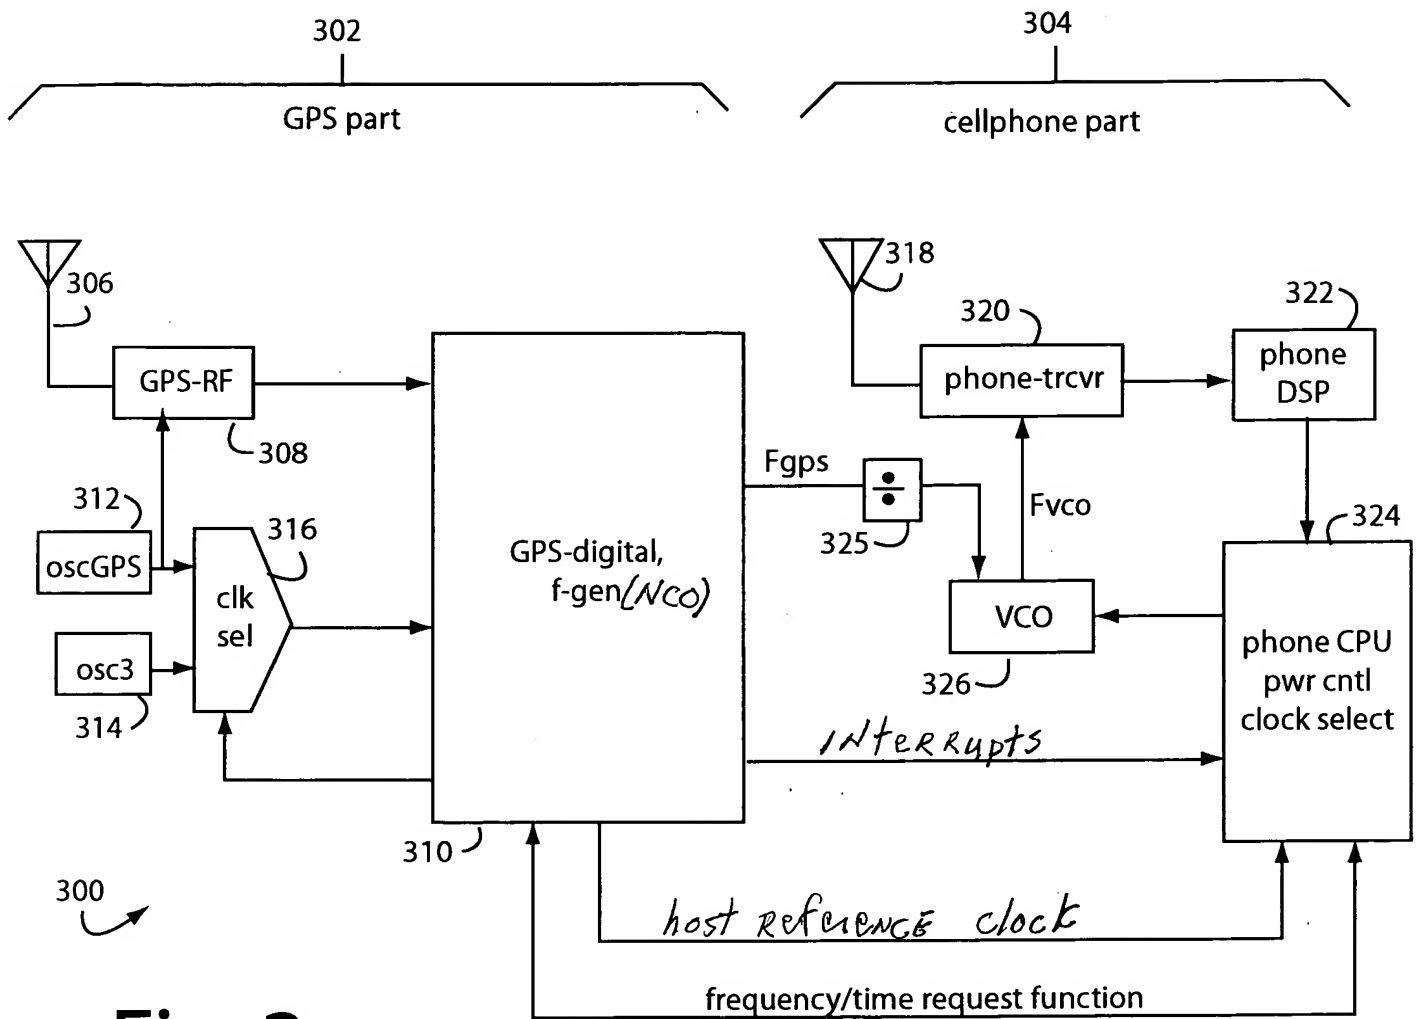 302
304
GPS part
cellphone part
306
318
320
322
GPS-RF
phone-trcvr
phone
DSP
308
312
316
Fgps
÷
325
Fvco
324
oscGPS
clk
sel
osc3
314
GPS-digital,
f-gen(NCO)
VCO
326
phone CPU
pwr cntl
clock select
INterrupts
310
300
host REFERENCE clock
frequency/time request function